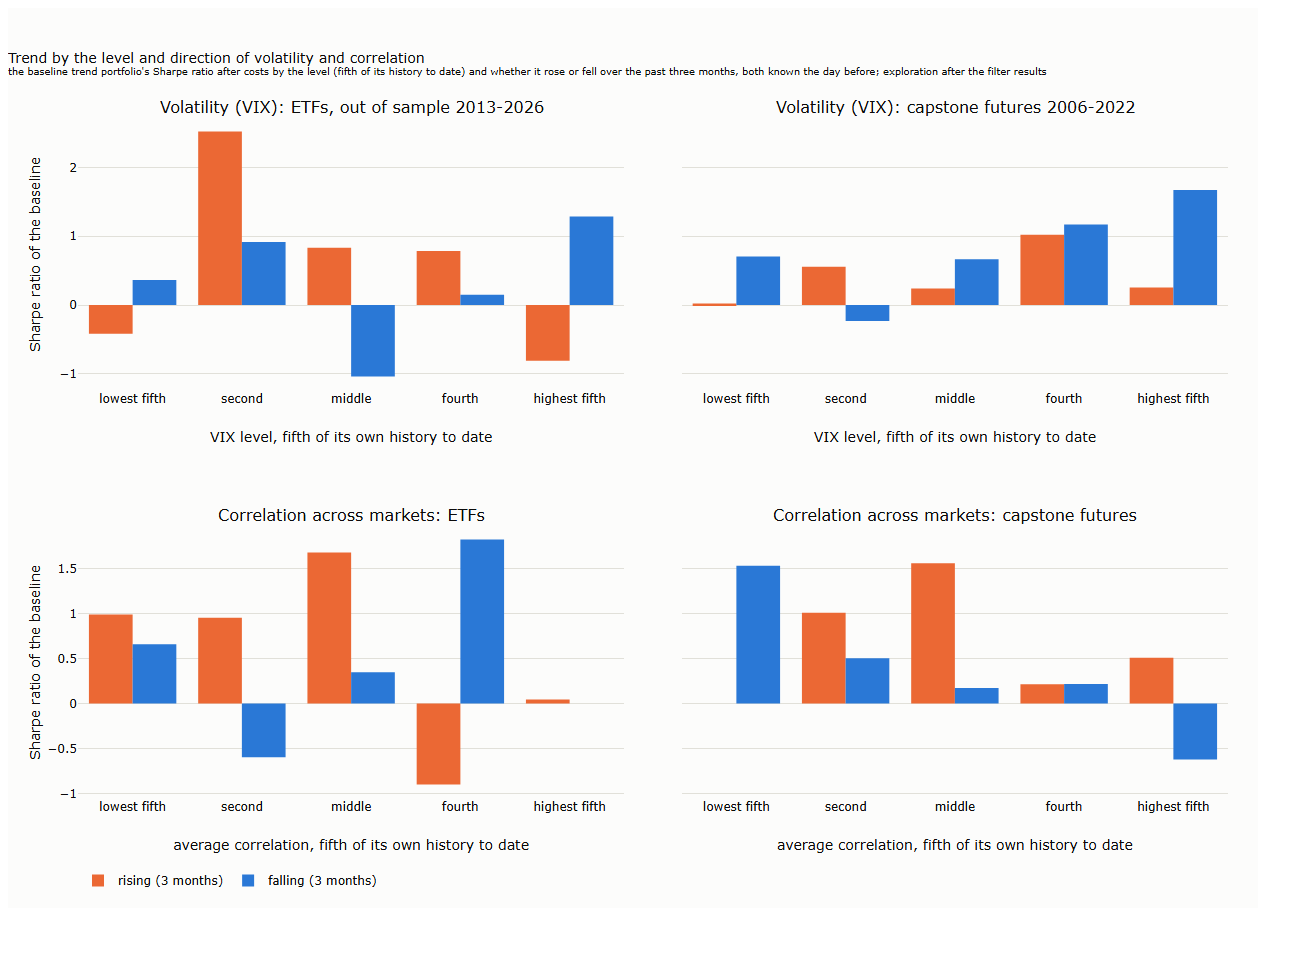 Trend by the level and direction of volatility and correlation
the baseline trend portfolio's Sharpe ratio after costs by the level (fifth of its history to date) and whether it rose or fell over the past three months, both known the day before; exploration after the filter results
Volatility (VIX): ETFs, out of sample 2013-2026
Sharpe ratio of the baseline
2
1
0
−1
lowest fifth
second
middle
fourth
highest fifth
VIX level, fifth of its own history to date
Volatility (VIX): capstone futures 2006-2022
lowest fifth
second
middle
fourth
highest fifth
VIX level, fifth of its own history to date
Correlation across markets: ETFs
Sharpe ratio of the baseline
1.5
1
0.5
0
−0.5
−1
lowest fifth
second
middle
fourth
highest fifth
average correlation, fifth of its own history to date
Correlation across markets: capstone futures
lowest fifth
second
middle
fourth
highest fifth
average correlation, fifth of its own history to date
rising (3 months)
falling (3 months)